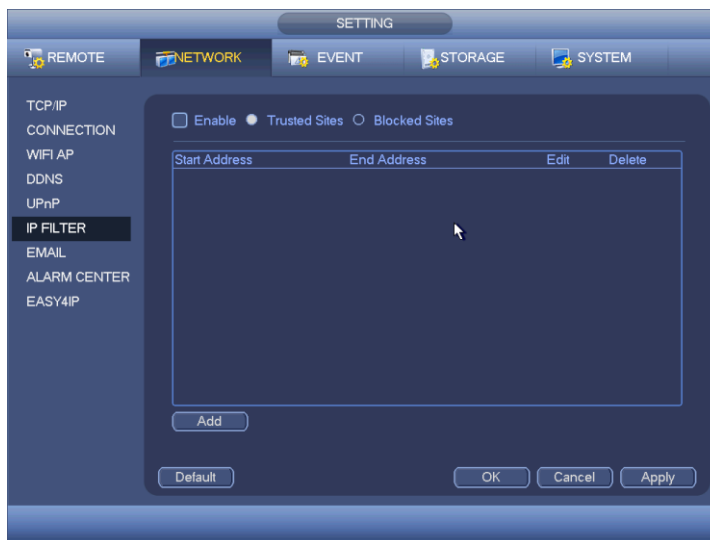 SETTING
REMOTE NETWORK EVENT STORAGE SYSTEM
TCP/IP
CONNECTION
WIFI AP
DDNS
UPnP
IP FILTER
EMAIL
ALARM CENTER
EASY4IP
Enable Trusted Sites Blocked Sites
Start Address End Address Edit Delete
Add
Default OK Cancel Apply